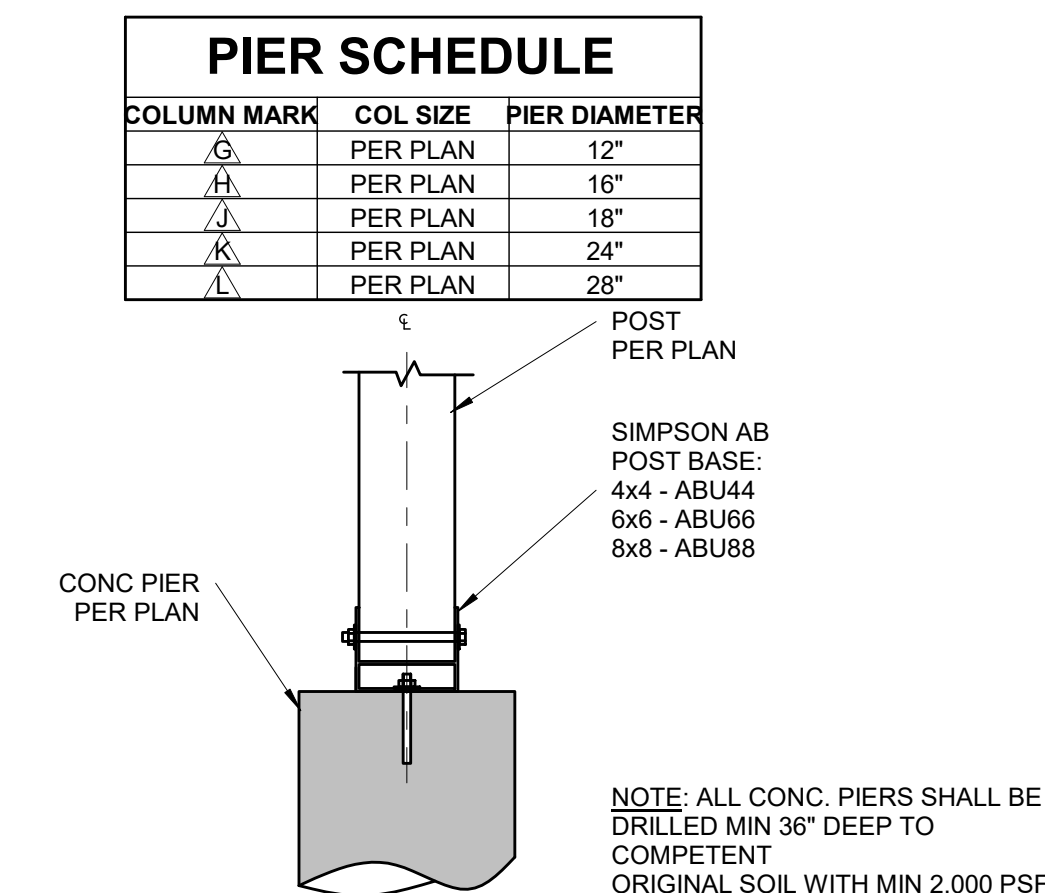 PIER SCHEDULE
COLUMN MARK COL SIZE PIER DIAMETER
G PER PLAN 12"
H PER PLAN 16"
J PER PLAN 18"
K PER PLAN 24"
L PER PLAN 28"
℄
POST
PER PLAN
SIMPSON AB
POST BASE:
4x4 - ABU44
6x6 - ABU66
8x8 - ABU88
CONC PIER
PER PLAN
NOTE: ALL CONC. PIERS SHALL BE
DRILLED MIN 36" DEEP TO
COMPETENT
ORIGINAL SOIL WITH MIN 2,000 PSF